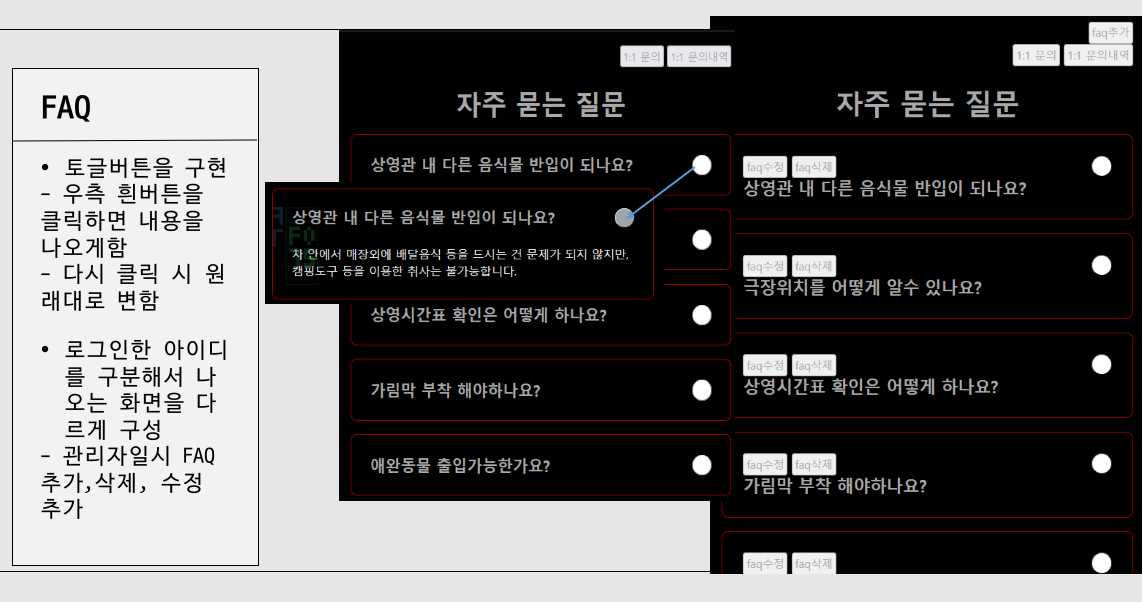 FAQ
• 토글버튼을 구현
- 우측 흰버튼을
클릭하면 내용을
나오게함
- 다시 클릭 시 원
래대로 변함
• 로그인한 아이디
를 구분해서 나
오는 화면을 다
르게 구성
- 관리자일시 FAQ
추가,삭제, 수정
추가
1:1 문의 1:1 문의내역
자주 묻는 질문
상영관 내 다른 음식물 반입이 되나요?
상영관 내 다른 음식물 반입이 되나요?
차 안에서 매장외에 배달음식 등을 드시는 건 문제가 되지 않지만,
캠핑도구 등을 이용한 취사는 불가능합니다.
상영시간표 확인은 어떻게 하나요?
가림막 부착 해야하나요?
애완동물 출입가능한가요?
faq추가
1:1 문의 1:1 문의내역
자주 묻는 질문
faq수정 faq삭제
상영관 내 다른 음식물 반입이 되나요?
faq수정 faq삭제
극장위치를 어떻게 알수 있나요?
faq수정 faq삭제
상영시간표 확인은 어떻게 하나요?
faq수정 faq삭제
가림막 부착 해야하나요?
faq수정 faq삭제